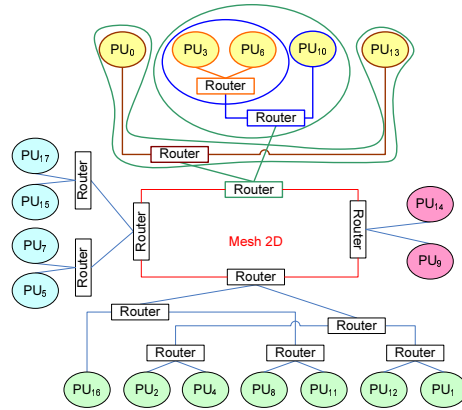 PU0 PU3 PU6 PU10 PU13
Router
Router
Router
PU17
Router
PU15
Router
Router
Router
PU14
Mesh 2D
PU7
Router
PU5
PU9
Router
Router
Router
Router Router Router
PU16 PU2 PU4 PU8 PU11 PU12 PU1